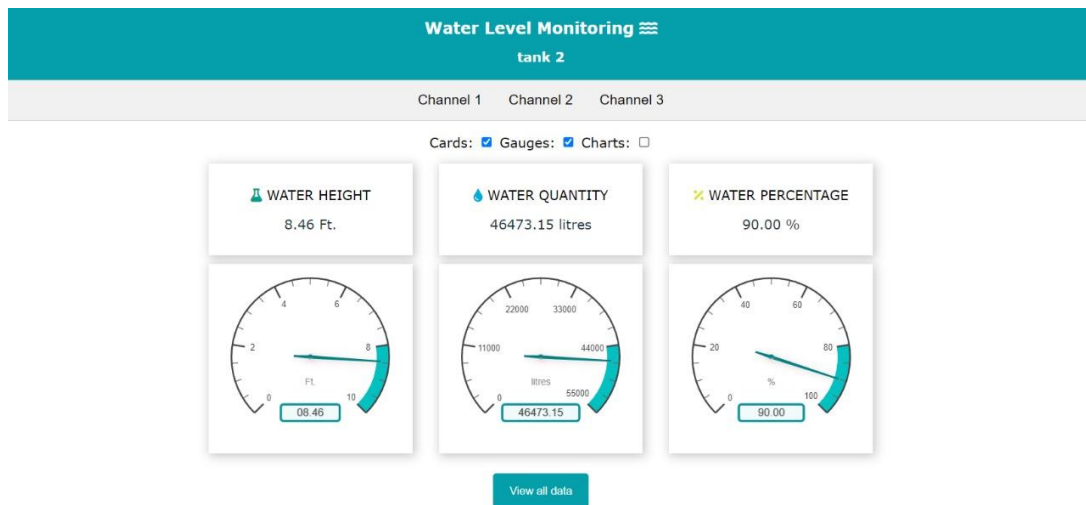 Water Level Monitoring
tank 2
Channel 1 Channel 2 Channel 3
Cards: Gauges: Charts:
WATER HEIGHT
8.46 Ft.
WATER QUANTITY
46473.15 litres
WATER PERCENTAGE
90.00 %
4 6
2 8
Ft.
0 10
08.46
22000 33000
11000 44000
litres
0 55000
46473.15
40 60
20 80
%
0 100
90.00
View all data